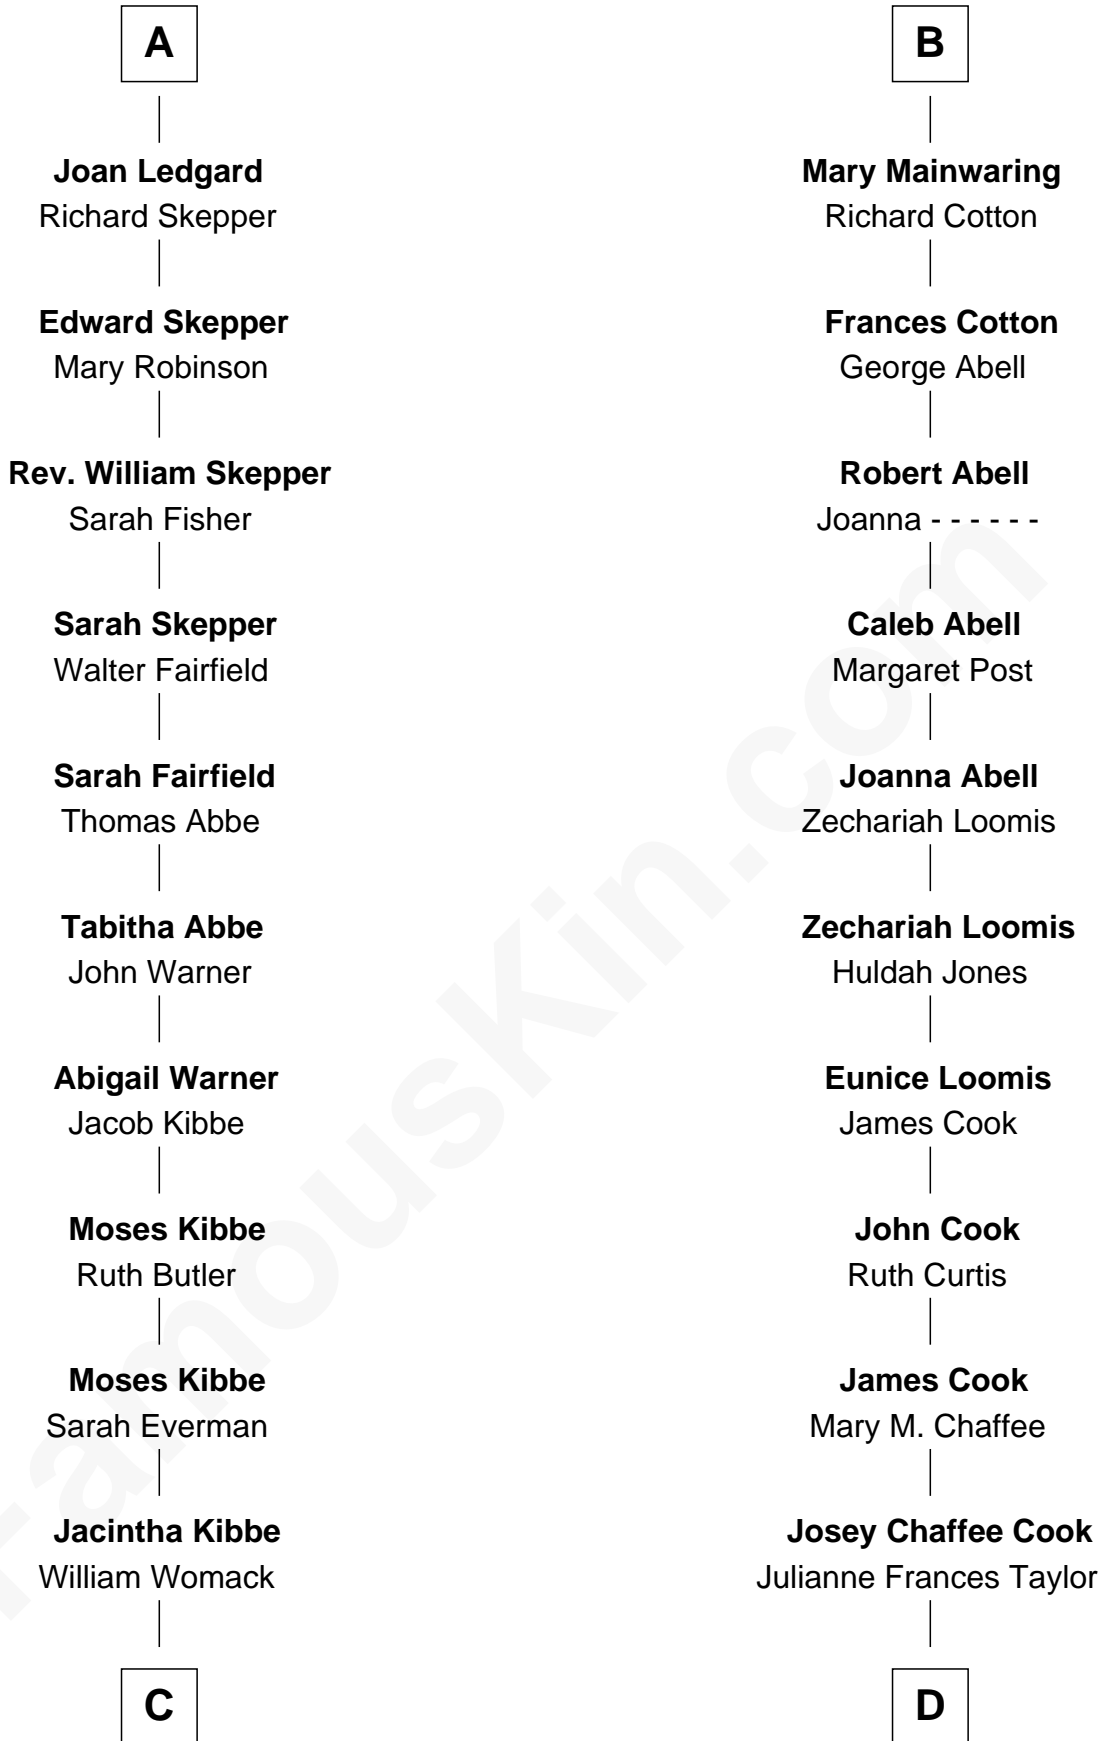 A
Joan Ledgard
Richard Skepper
Edward Skepper
Mary Robinson
Rev. William Skepper
Sarah Fisher
Sarah Skepper
Walter Fairfield
Sarah Fairfield
Thomas Abbe
Tabitha Abbe
John Warner
Abigail Warner
Jacob Kibbe
Moses Kibbe
Ruth Butler
Moses Kibbe
Sarah Everman
Jacintha Kibbe
William Womack
C
B
Mary Mainwaring
Richard Cotton
Frances Cotton
George Abell
Robert Abell
Joanna - - - - - -
Caleb Abell
Margaret Post
Joanna Abell
Zechariah Loomis
Zechariah Loomis
Huldah Jones
Eunice Loomis
James Cook
John Cook
Ruth Curtis
James Cook
Mary M. Chaffee
Josey Chaffee Cook
Julianne Frances Taylor
D
FamousKin.com